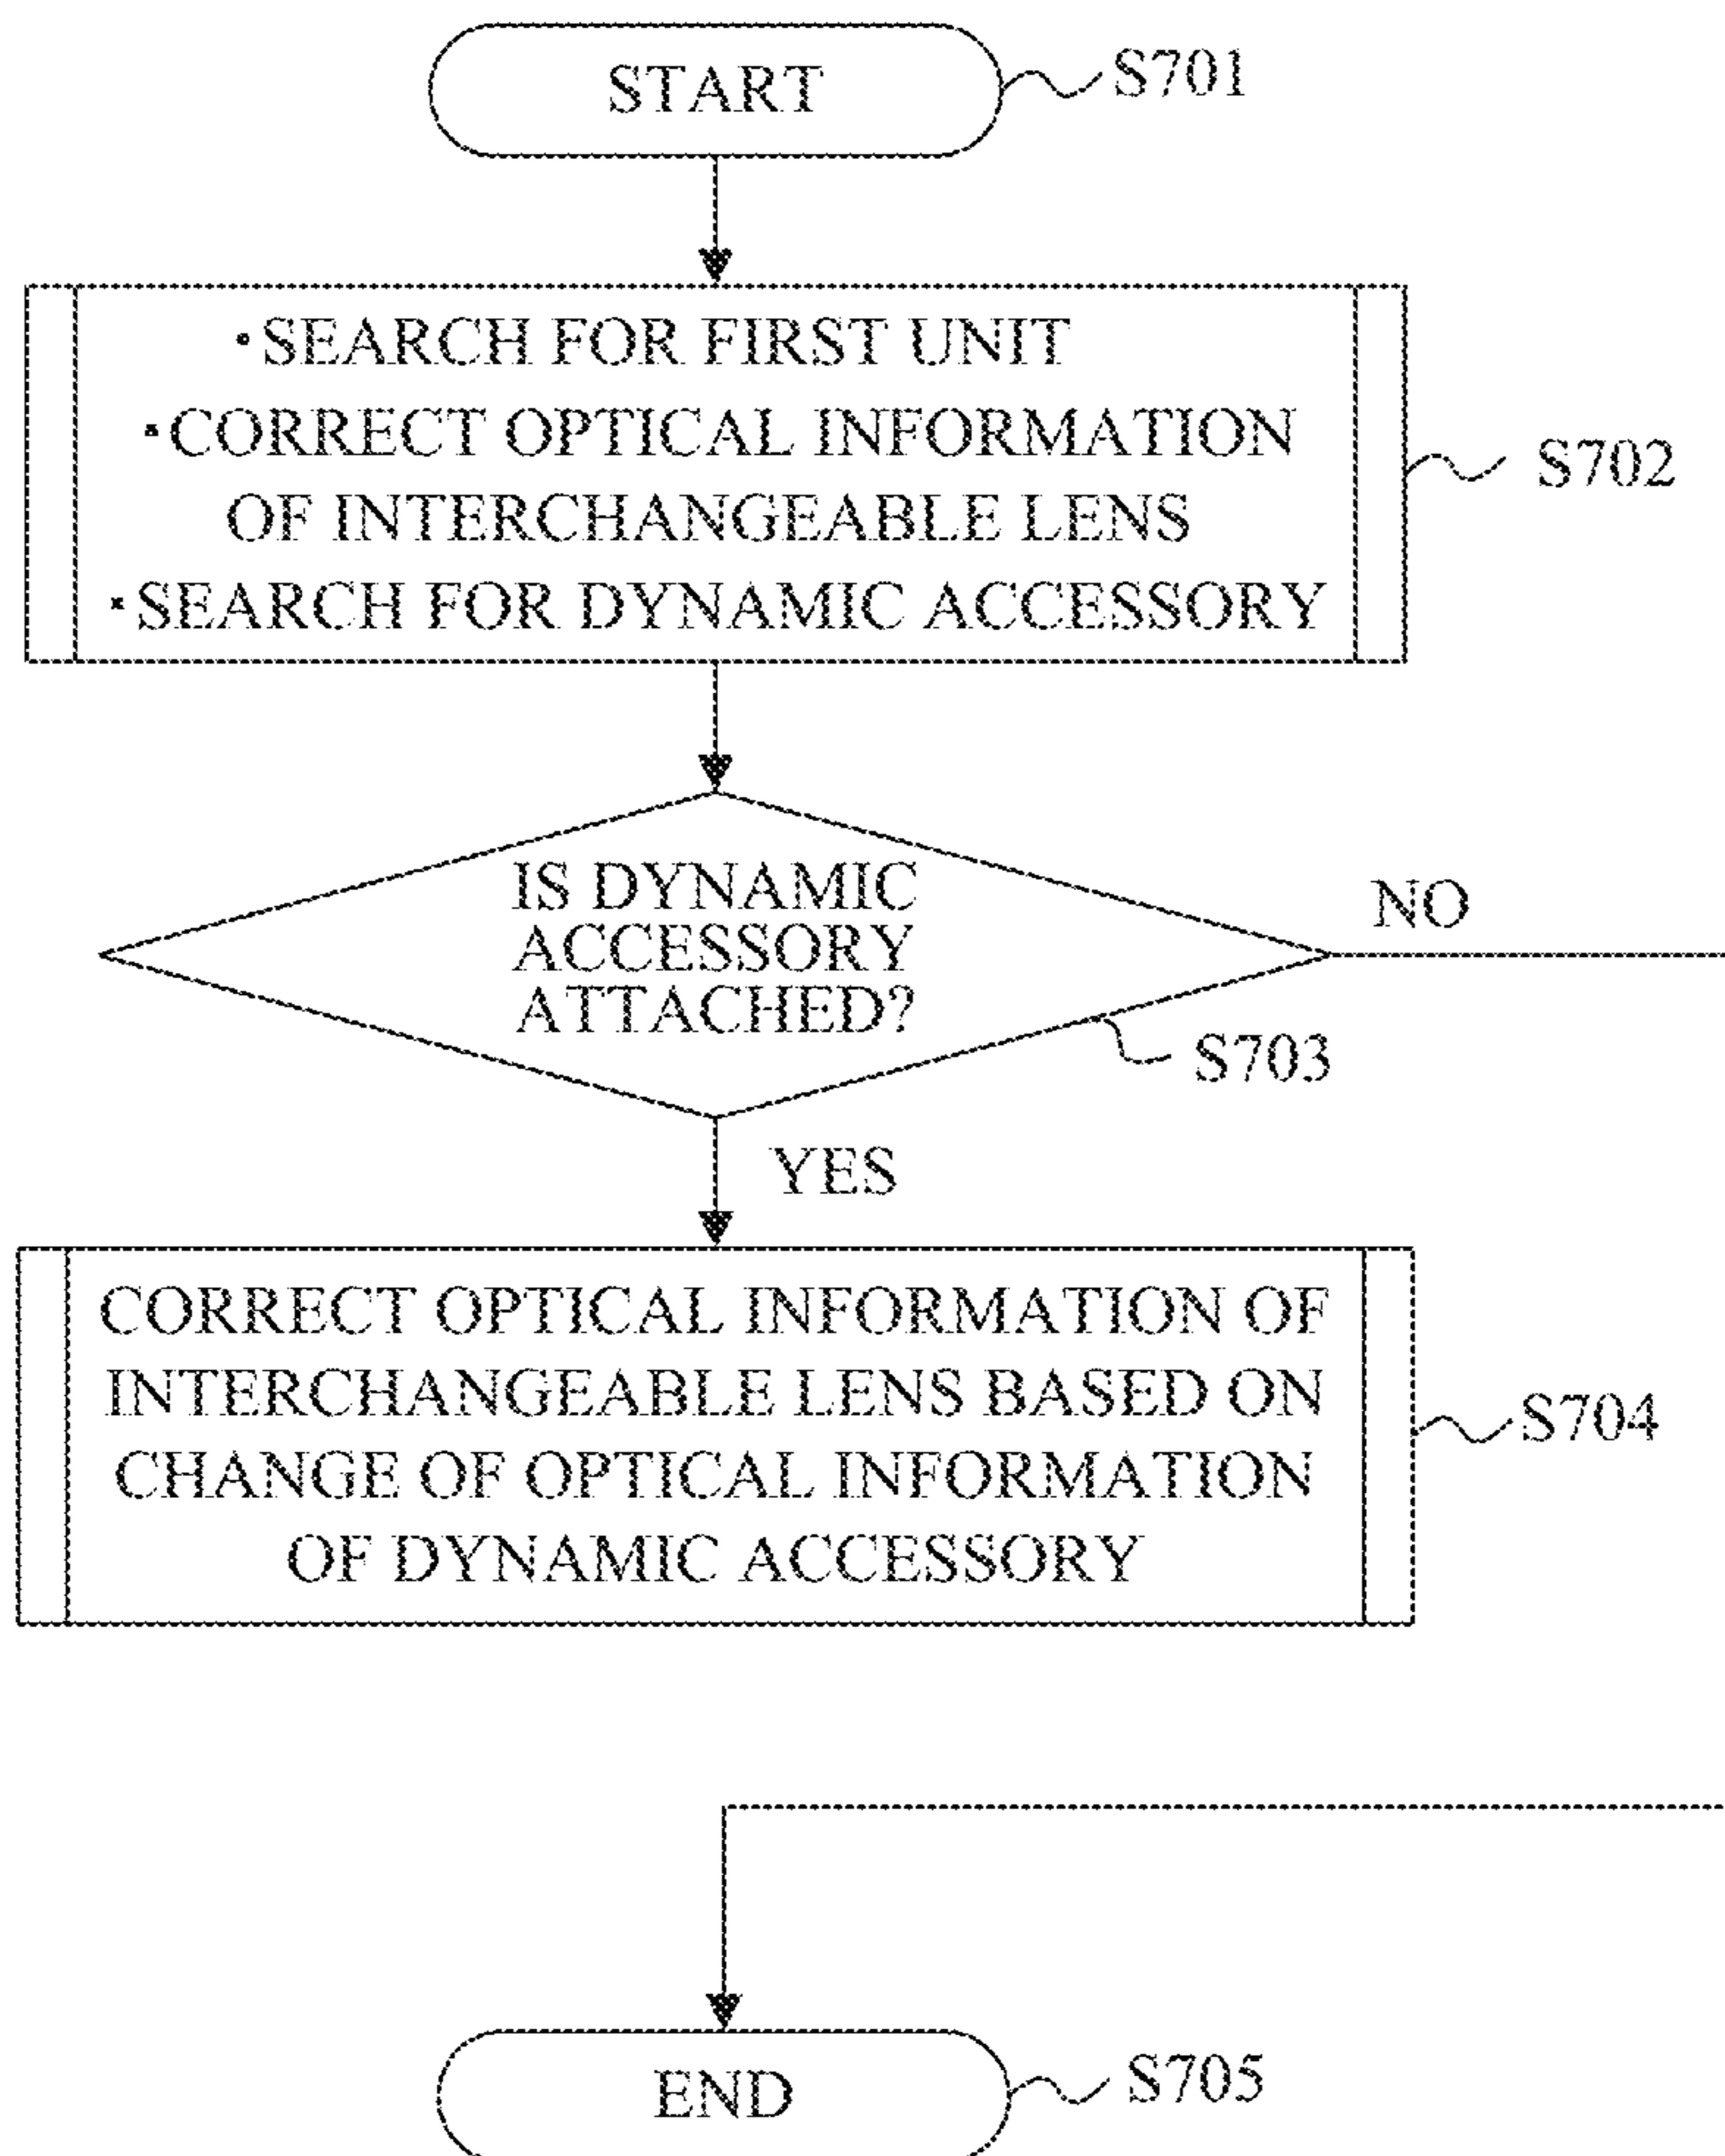 START
S701
・SEARCH FOR FIRST UNIT
・CORRECT OPTICAL INFORMATION
OF INTERCHANGEABLE LENS
・SEARCH FOR DYNAMIC ACCESSORY
S702
IS DYNAMIC
ACCESSORY
ATTACHED?
NO
S703
YES
CORRECT OPTICAL INFORMATION OF
INTERCHANGEABLE LENS BASED ON
CHANGE OF OPTICAL INFORMATION
OF DYNAMIC ACCESSORY
S704
END
S705